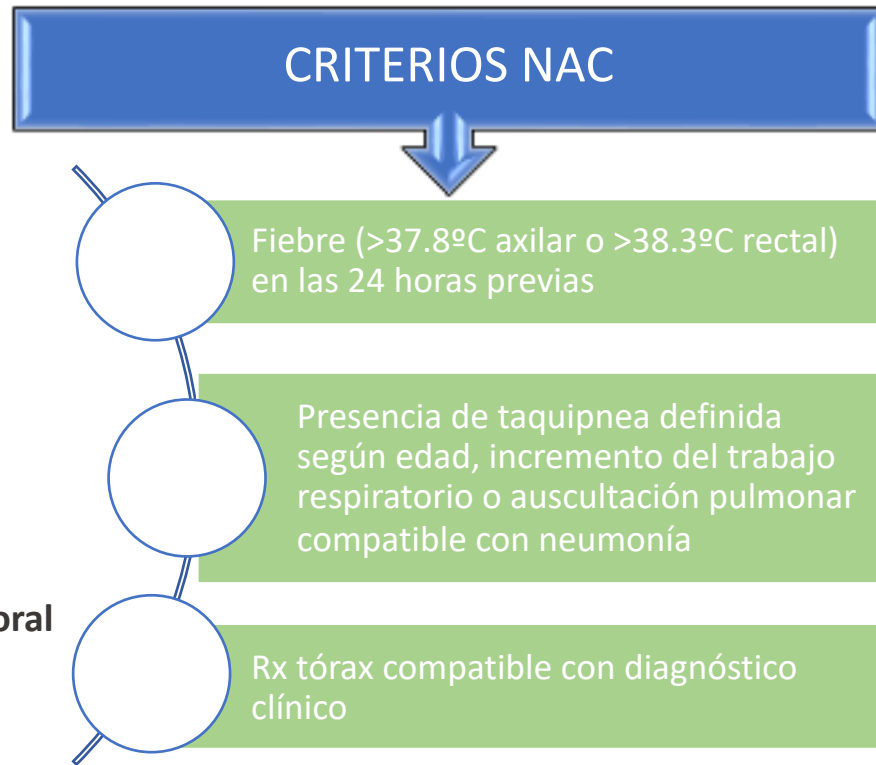 CRITERIOS NAC
Fiebre (>37.8ºC axilar o >38.3ºC rectal)
en las 24 horas previas
Presencia de taquipnea definida
según edad, incremento del trabajo
respiratorio o auscultación pulmonar
compatible con neumonía
oral
Rx tórax compatible con diagnóstico
clínico